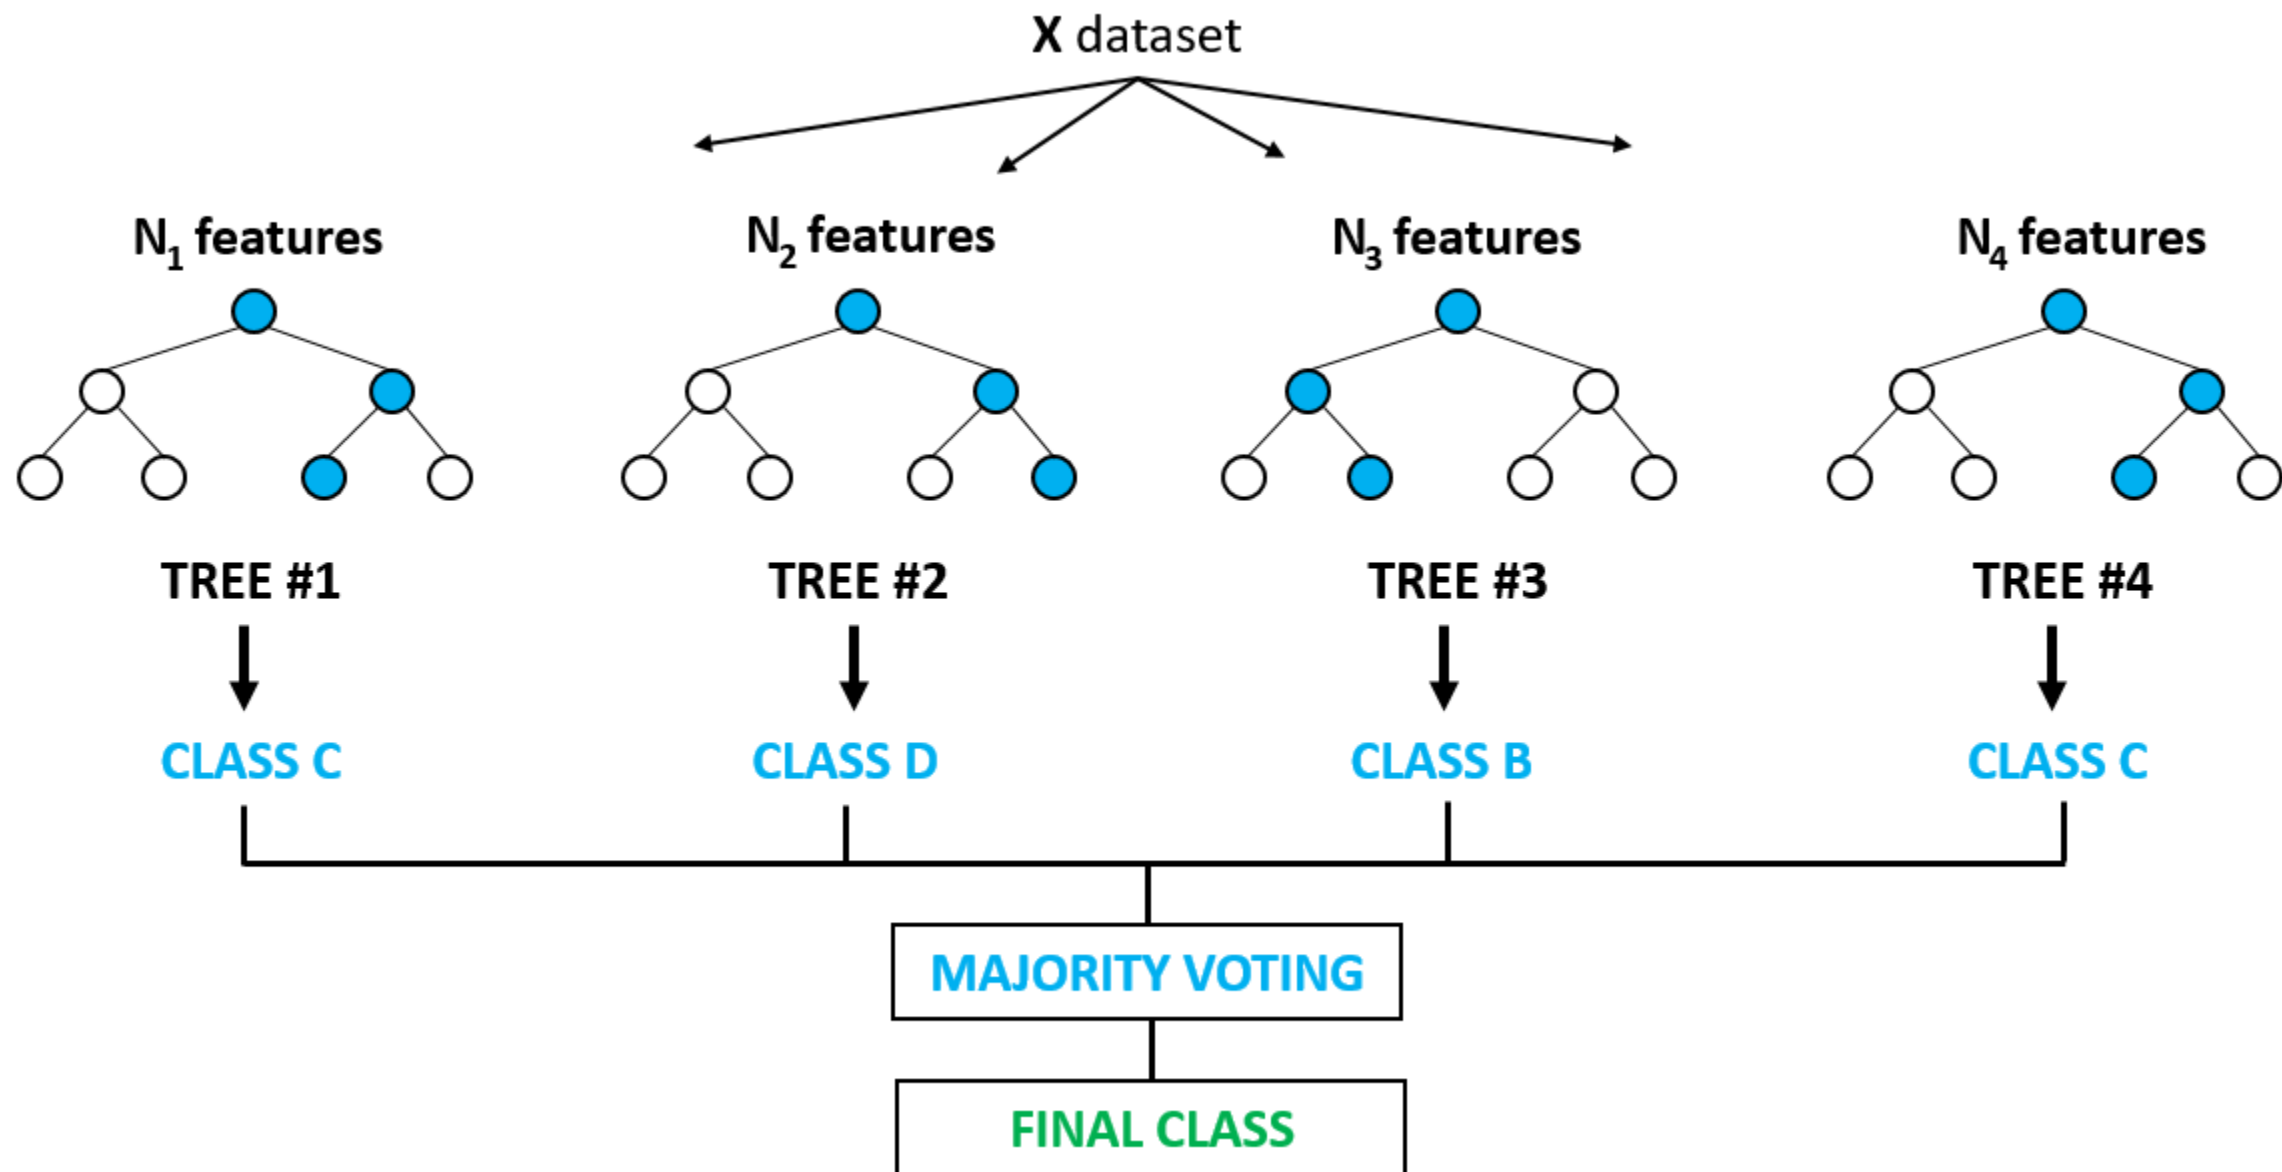 X dataset
N₁ features
N₂ features
N₃ features
N₄ features
TREE #1
TREE #2
TREE #3
TREE #4
CLASS C
CLASS D
CLASS B
CLASS C
MAJORITY VOTING
FINAL CLASS